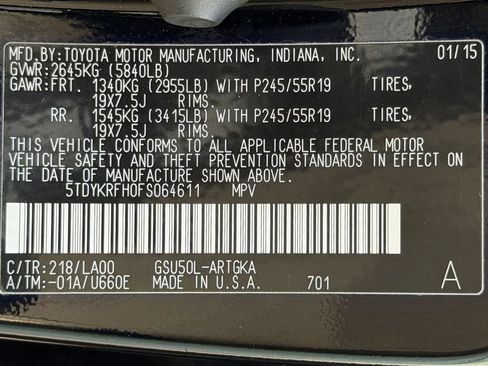 MFD.BY:TOYOTA MOTOR MANUFACTURING, INDIANA, INC. 01/15
GVWR:2645KG (5840LB)
GAWR:FRT. 1340KG (2955LB) WITH P245/55R19 TIRES,
19X7.5J RIMS.
RR. 1545KG (3415LB) WITH P245/55R19 TIRES,
19X7.5J RIMS.
THIS VEHICLE CONFORMS TO ALL APPLICABLE FEDERAL MOTOR
VEHICLE SAFETY AND THEFT PREVENTION STANDARDS IN EFFECT ON
THE DATE OF MANUFACTURE SHOWN ABOVE.
5TDYKRFH0FS064611 MPV
C/TR:218/LA00 GSU50L-ARTGKA
A/TM:-01A/U660E MADE IN U.S.A. 701 A